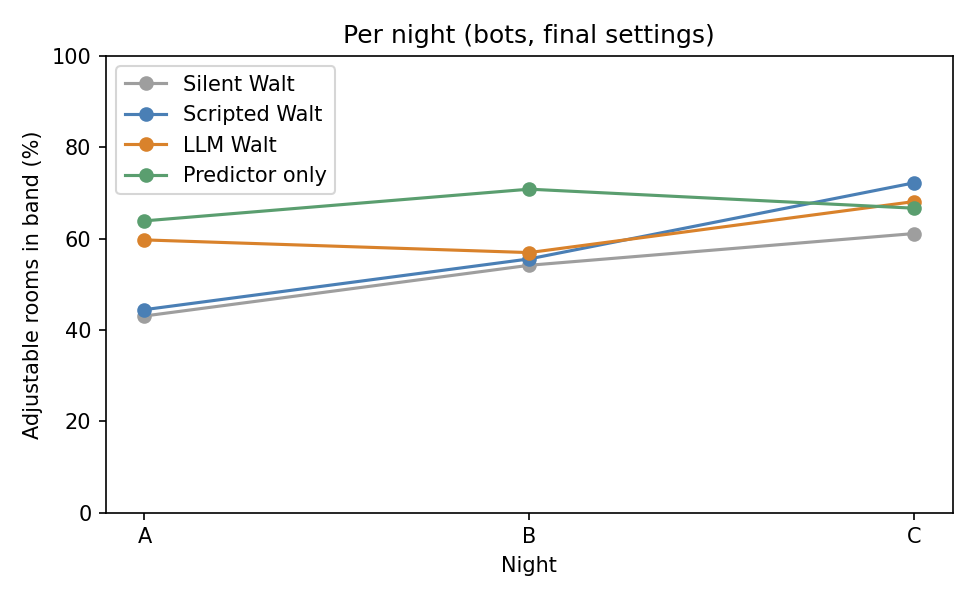 Per night (bots, final settings)
Adjustable rooms in band (%)
100
80
60
40
20
0
Silent Walt
Scripted Walt
LLM Walt
Predictor only
A
B
C
Night